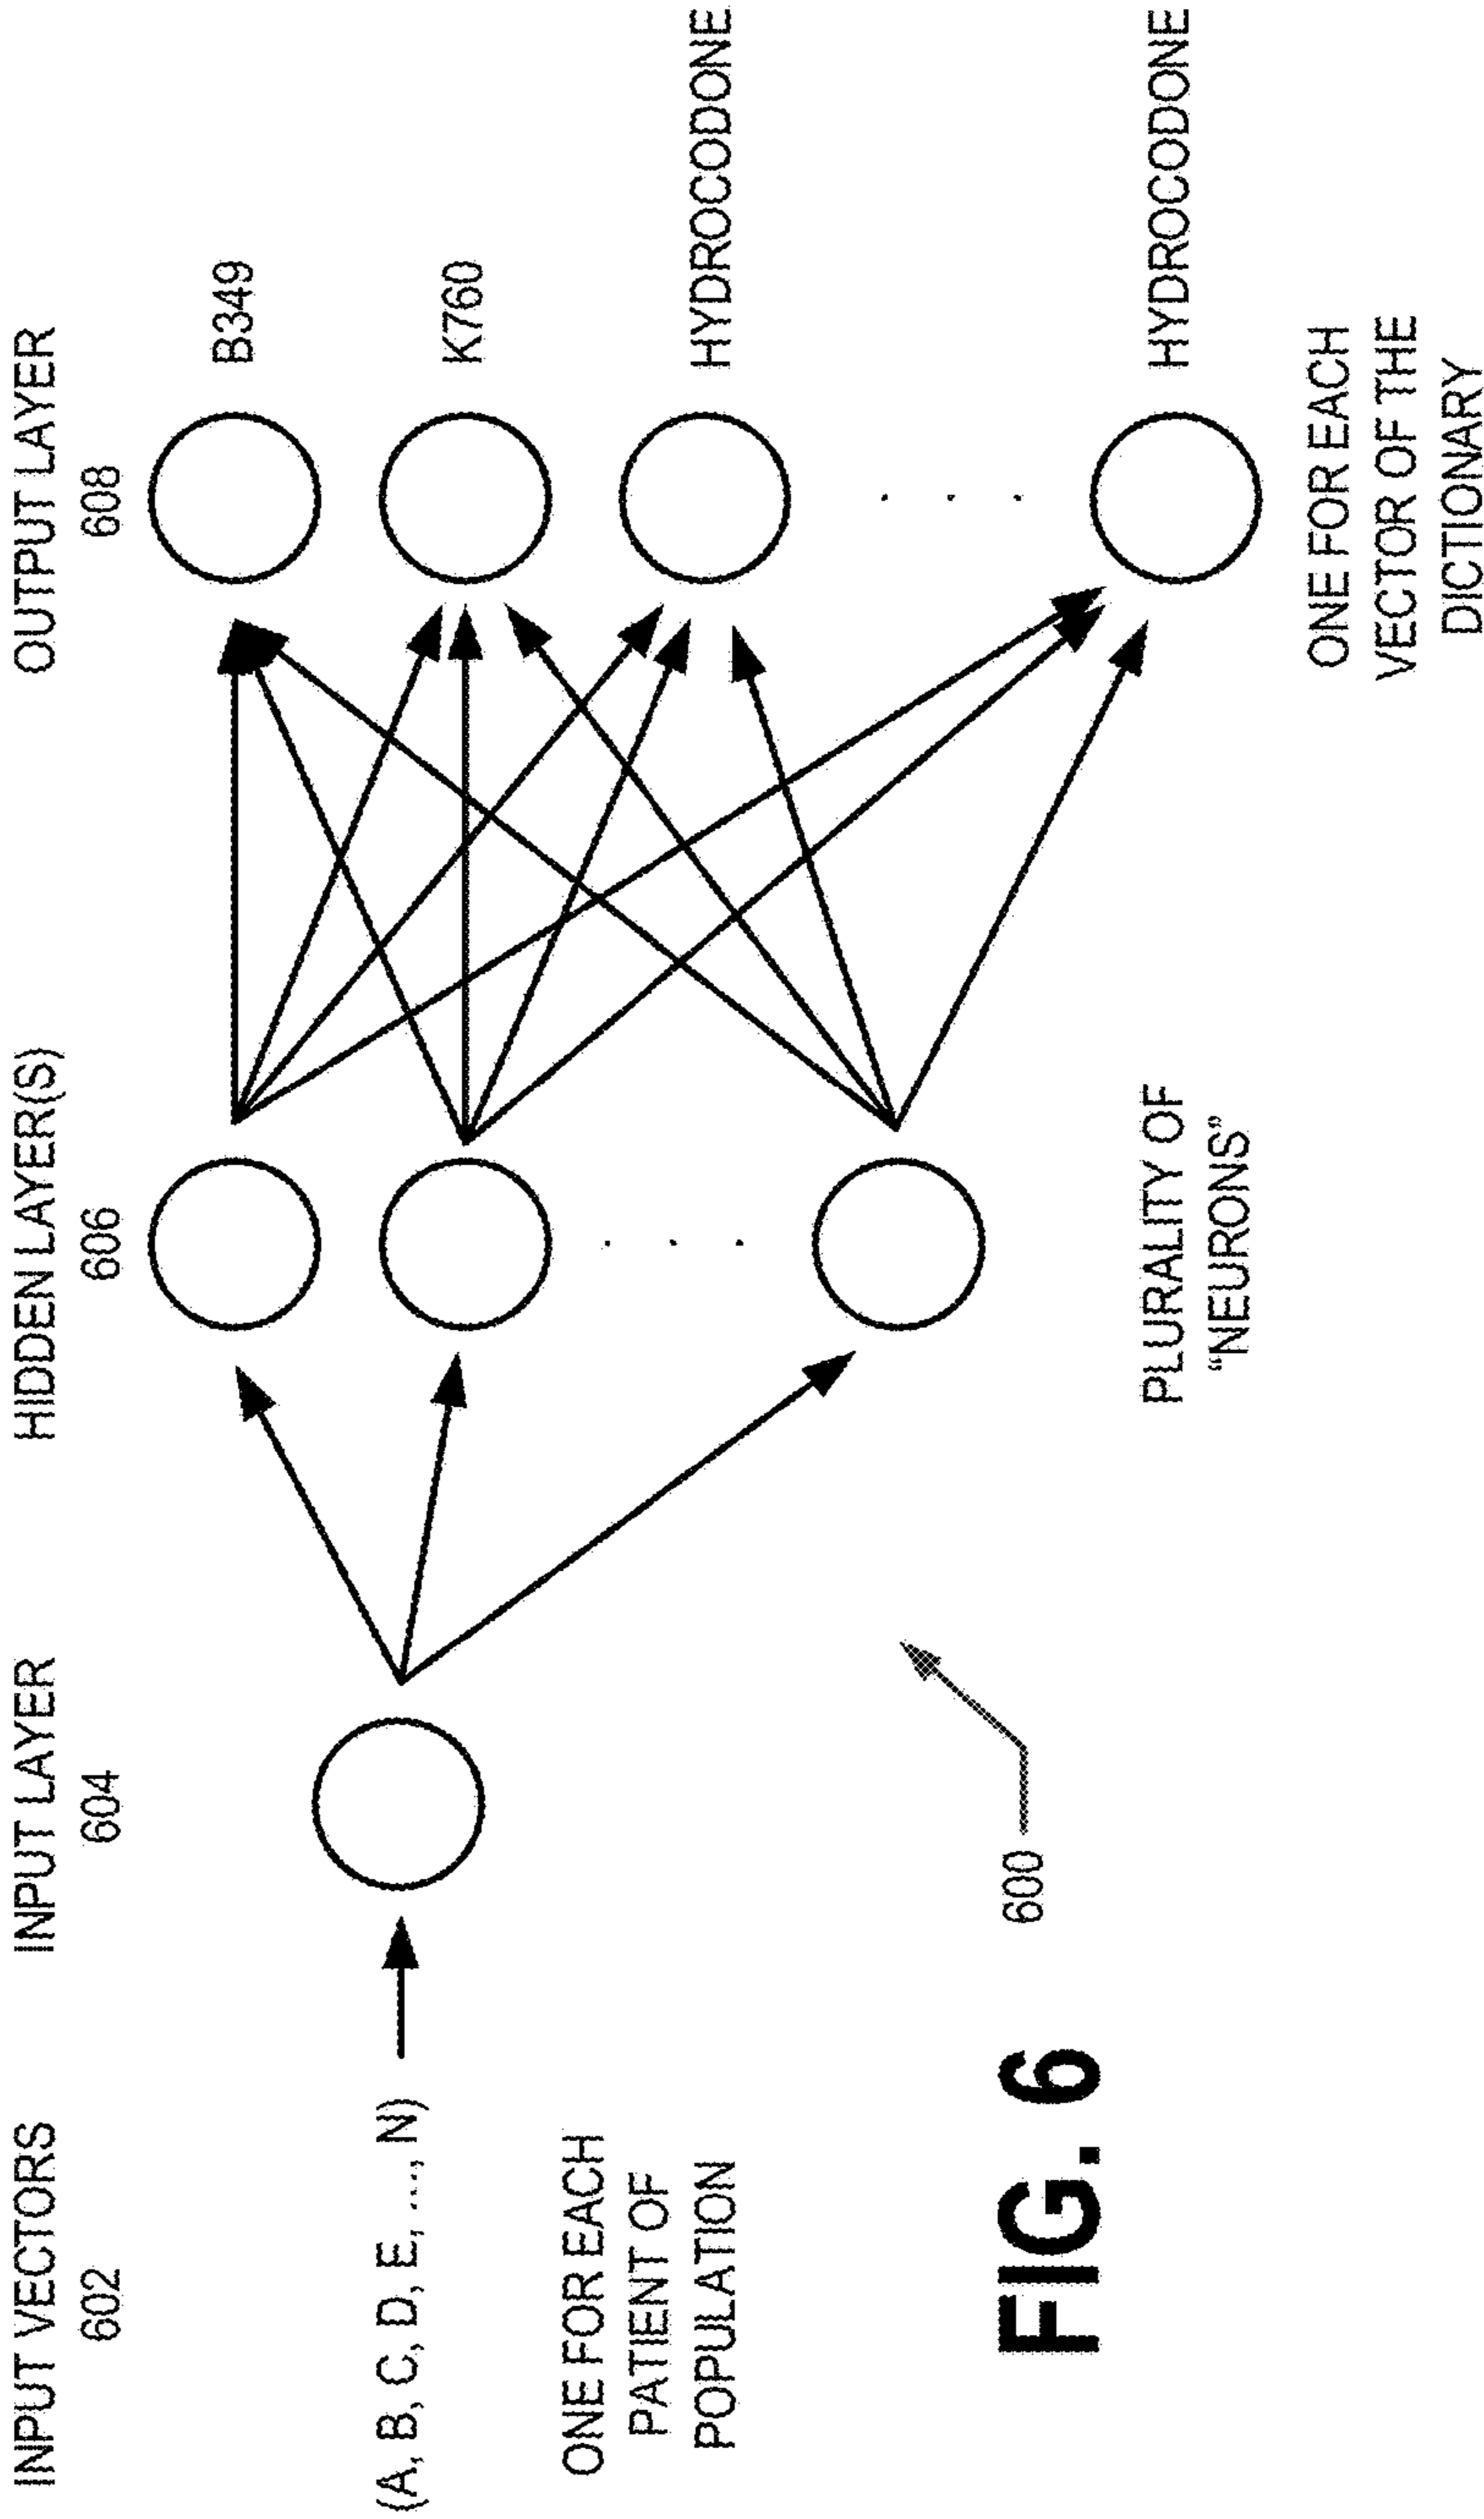 INPUT VECTORS
602
(A, B, C, D, E, ..., N)
ONE FOR EACH
PATIENT OF
POPULATION
INPUT LAYER
604
HIDDEN LAYER(S)
606
PLURALITY OF
“NEURONS”
OUTPUT LAYER
608
B349
K760
HYDROCODONE
HYDROCODONE
ONE FOR EACH
VECTOR OF THE
DICTIONARY
600
FIG. 6